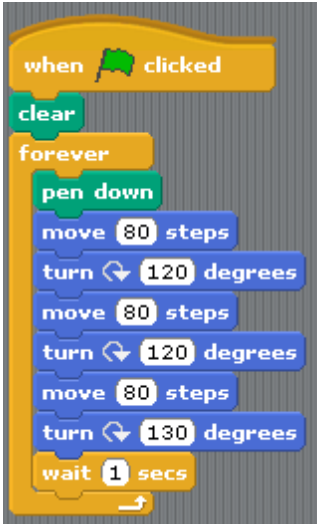 when clicked
clear
forever
pen down
move 80 steps
turn 120 degrees
move 80 steps
turn 120 degrees
move 80 steps
turn 130 degrees
wait 1 secs